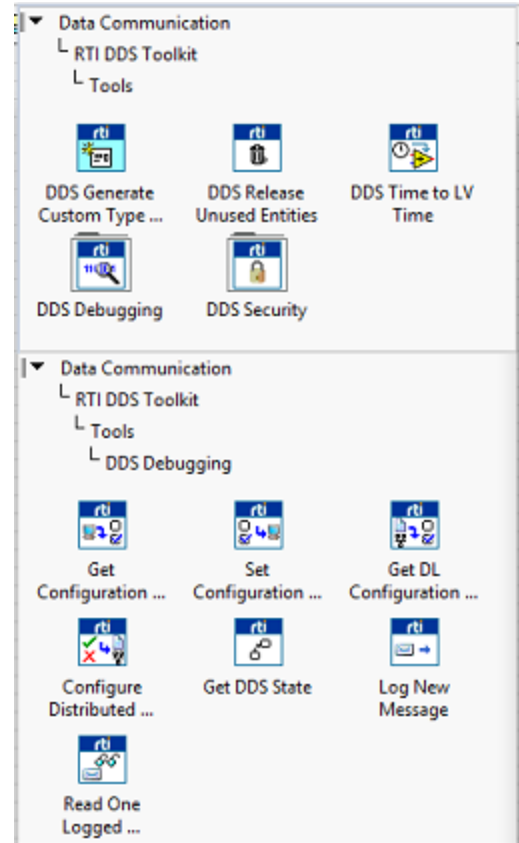 Data Communication
RTI DDS Toolkit
Tools
rti rti rti
DDS Generate DDS Release DDS Time to LV
Custom Type ... Unused Entities Time
rti rti
DDS Debugging DDS Security
Data Communication
RTI DDS Toolkit
Tools
DDS Debugging
rti rti rti
Get Set Get DL
Configuration ... Configuration ... Configuration ...
rti rti rti
Configure Get DDS State Log New
Distributed ... Message
rti
Read One
Logged ...